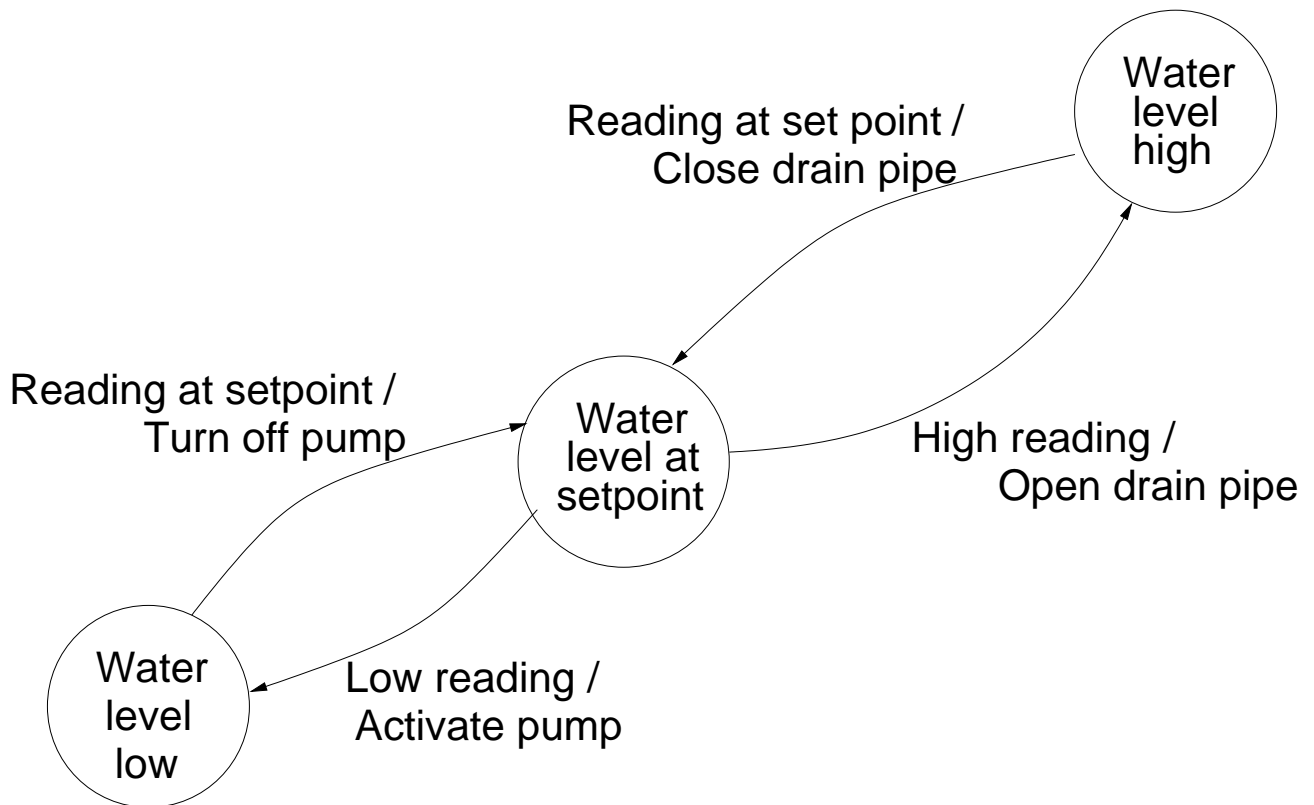 Water
level
high
Reading at set point /
Close drain pipe
Reading at setpoint /
Turn off pump
Water
level at
setpoint
High reading /
Open drain pipe
Water
level
low
Low reading /
Activate pump